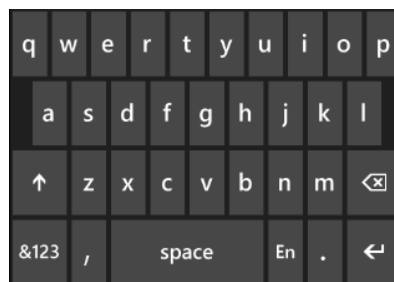 q w e r t y u i o p
a s d f g h j k l
z x c v b n m
&123 , space En .